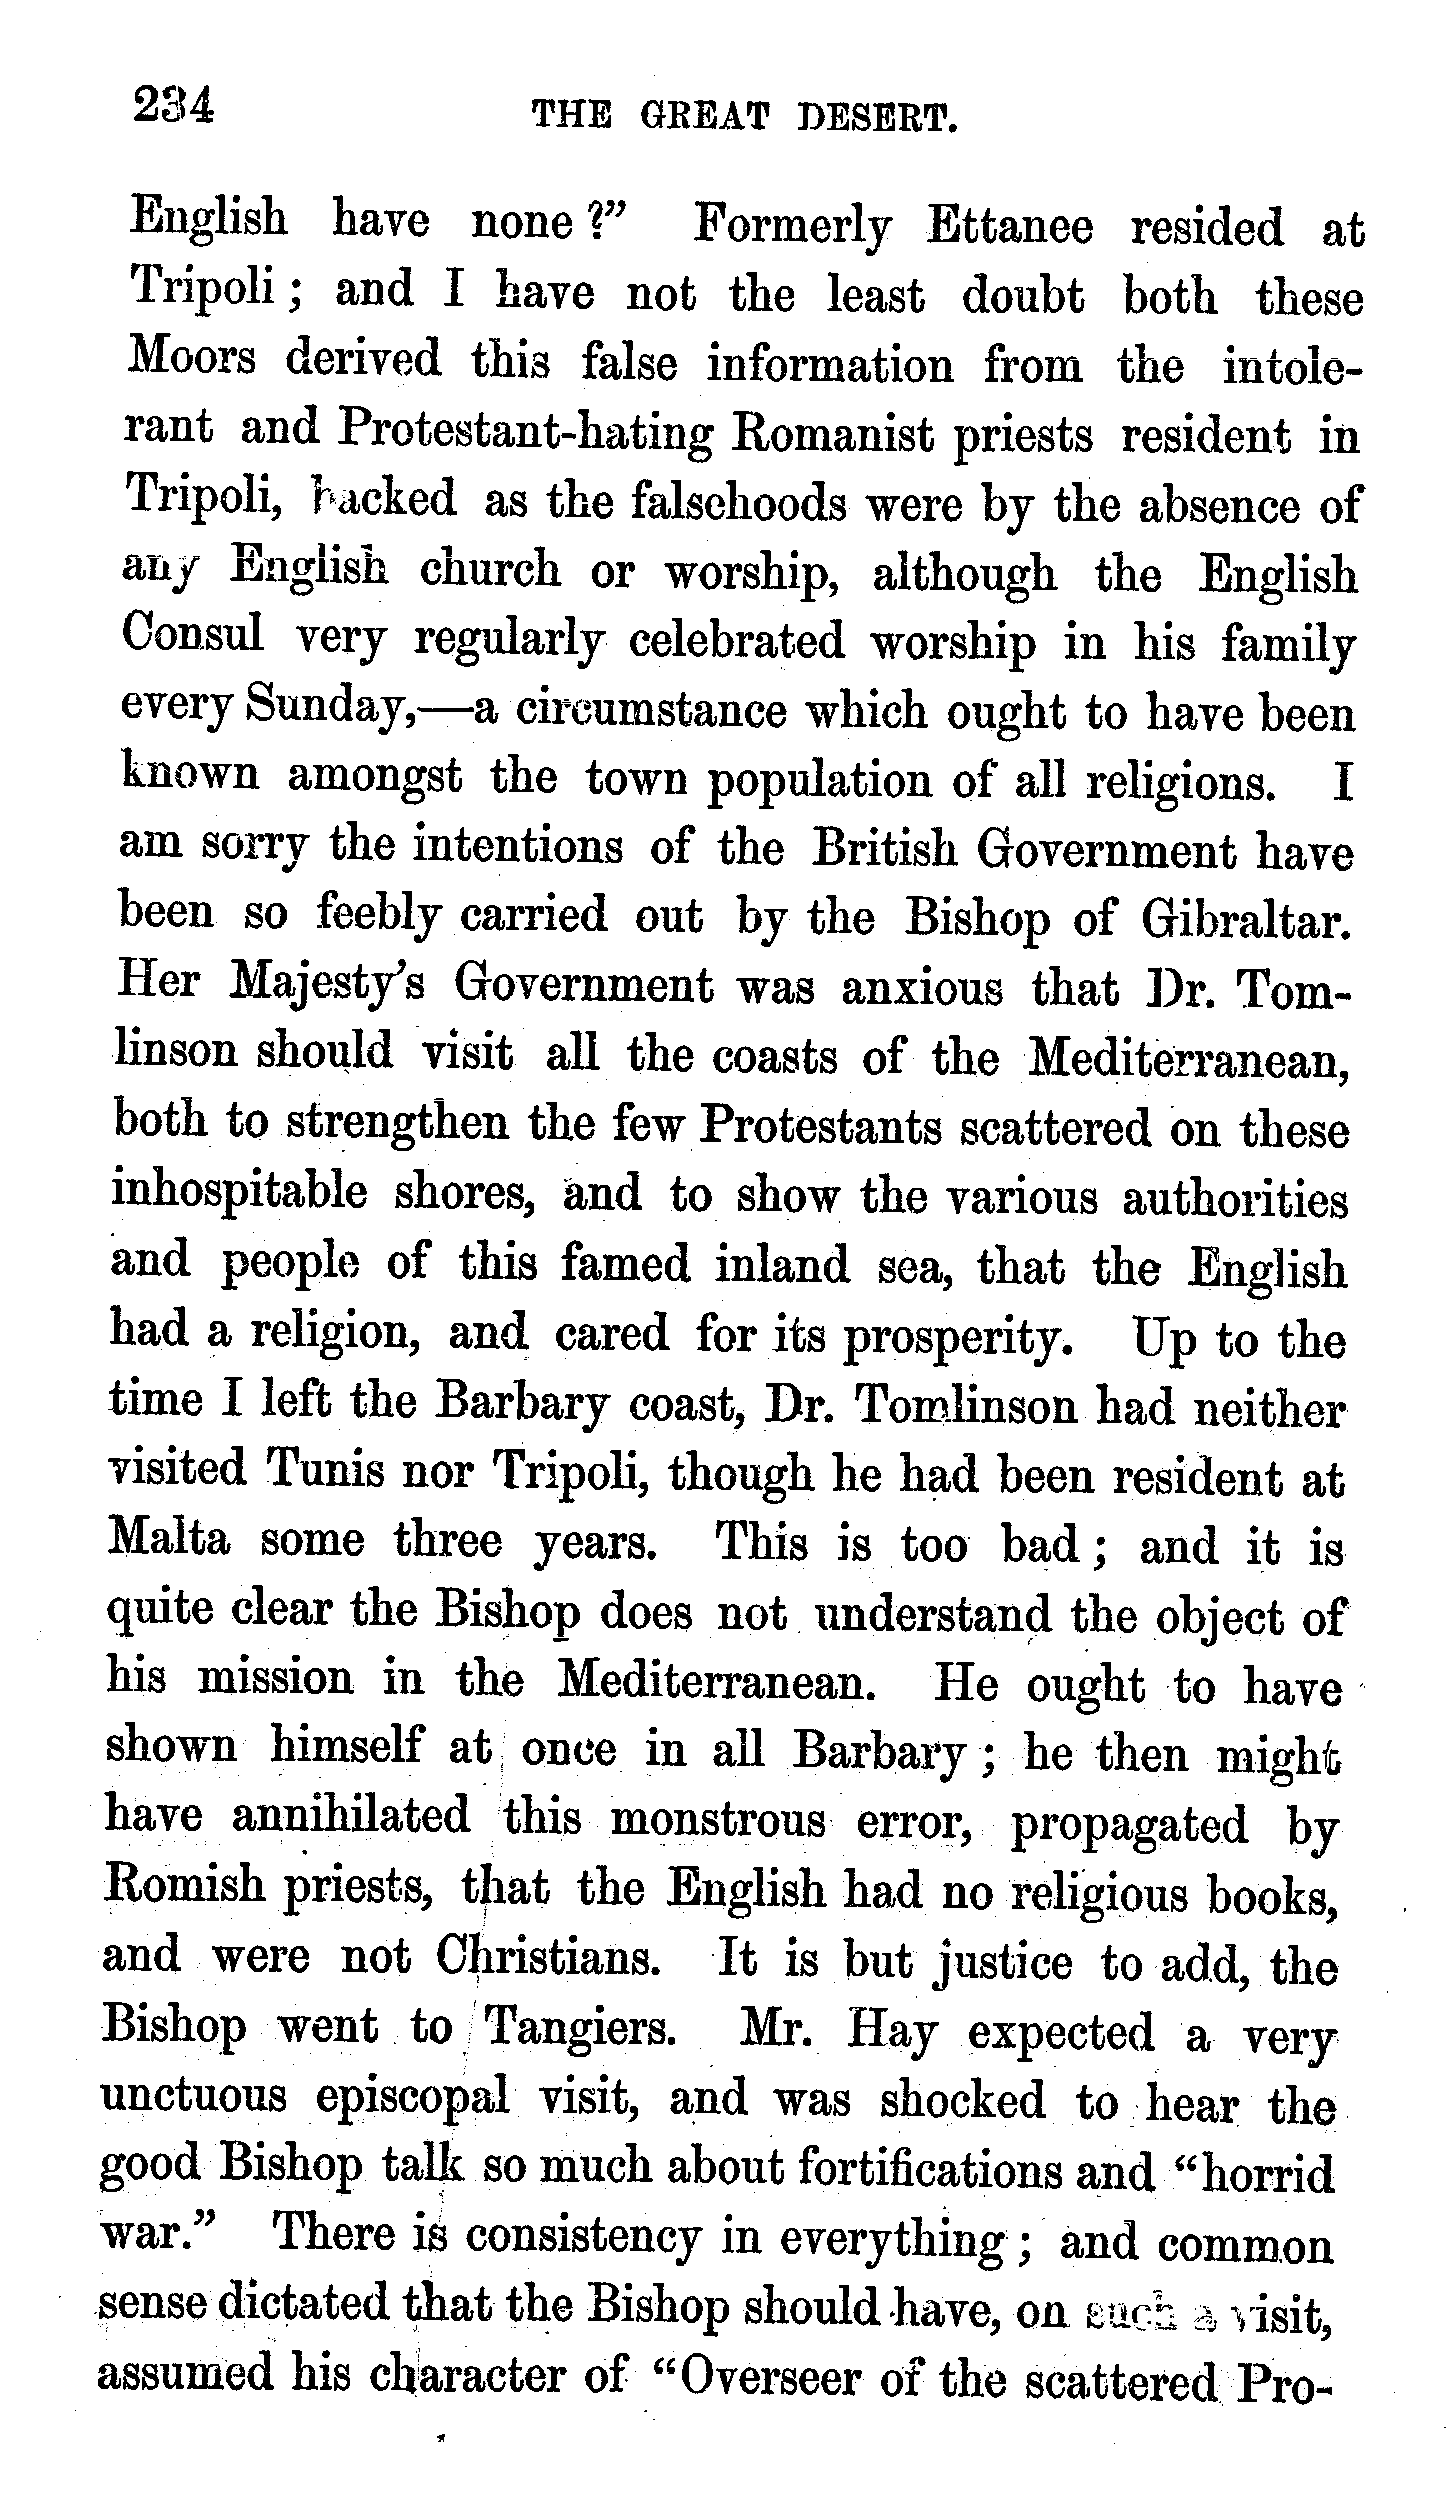 234 THE GREAT DESERT.
English have none?” Formerly Ettanee resided at
Tripoli; and I have not the least doubt both these
Moors derived this false information from the intole-
rant and Protestant-hating Romanist priests resident in
Tripoli, backed as the falsehoods were by the absence of
any English church or worship, although the English
Consul very regularly celebrated worship in his family
every Sunday,—a circumstance which ought to have been
known amongst the town population of all religions. I
am sorry the intentions of the British Government have
been so feebly carried out by the Bishop of Gibraltar.
Her Majesty’s Government was anxious that Dr. Tom-
linson should visit all the coasts of the Mediterranean,
both to strengthen the few Protestants scattered on these
inhospitable shores, and to show the various authorities
and people of this famed inland sea, that the English
had a religion, and cared for its prosperity. Up to the
time I left the Barbary coast, Dr. Tomlinson had neither
visited Tunis nor Tripoli, though he had been resident at
Malta some three years. This is too bad; and it is
quite clear the Bishop does not understand the object of
his mission in the Mediterranean. He ought to have
shown himself at once in all Barbary; he then might
have annihilated this monstrous error, propagated by
Romish priests, that the English had no religious books,
and were not Christians. It is but justice to add, the
Bishop went to Tangiers. Mr. Hay expected a very
unctuous episcopal visit, and was shocked to hear the
good Bishop talk so much about fortifications and “horrid
war.” There is consistency in everything; and common
sense dictated that the Bishop should have, on such a visit,
assumed his character of “Overseer of the scattered Pro-